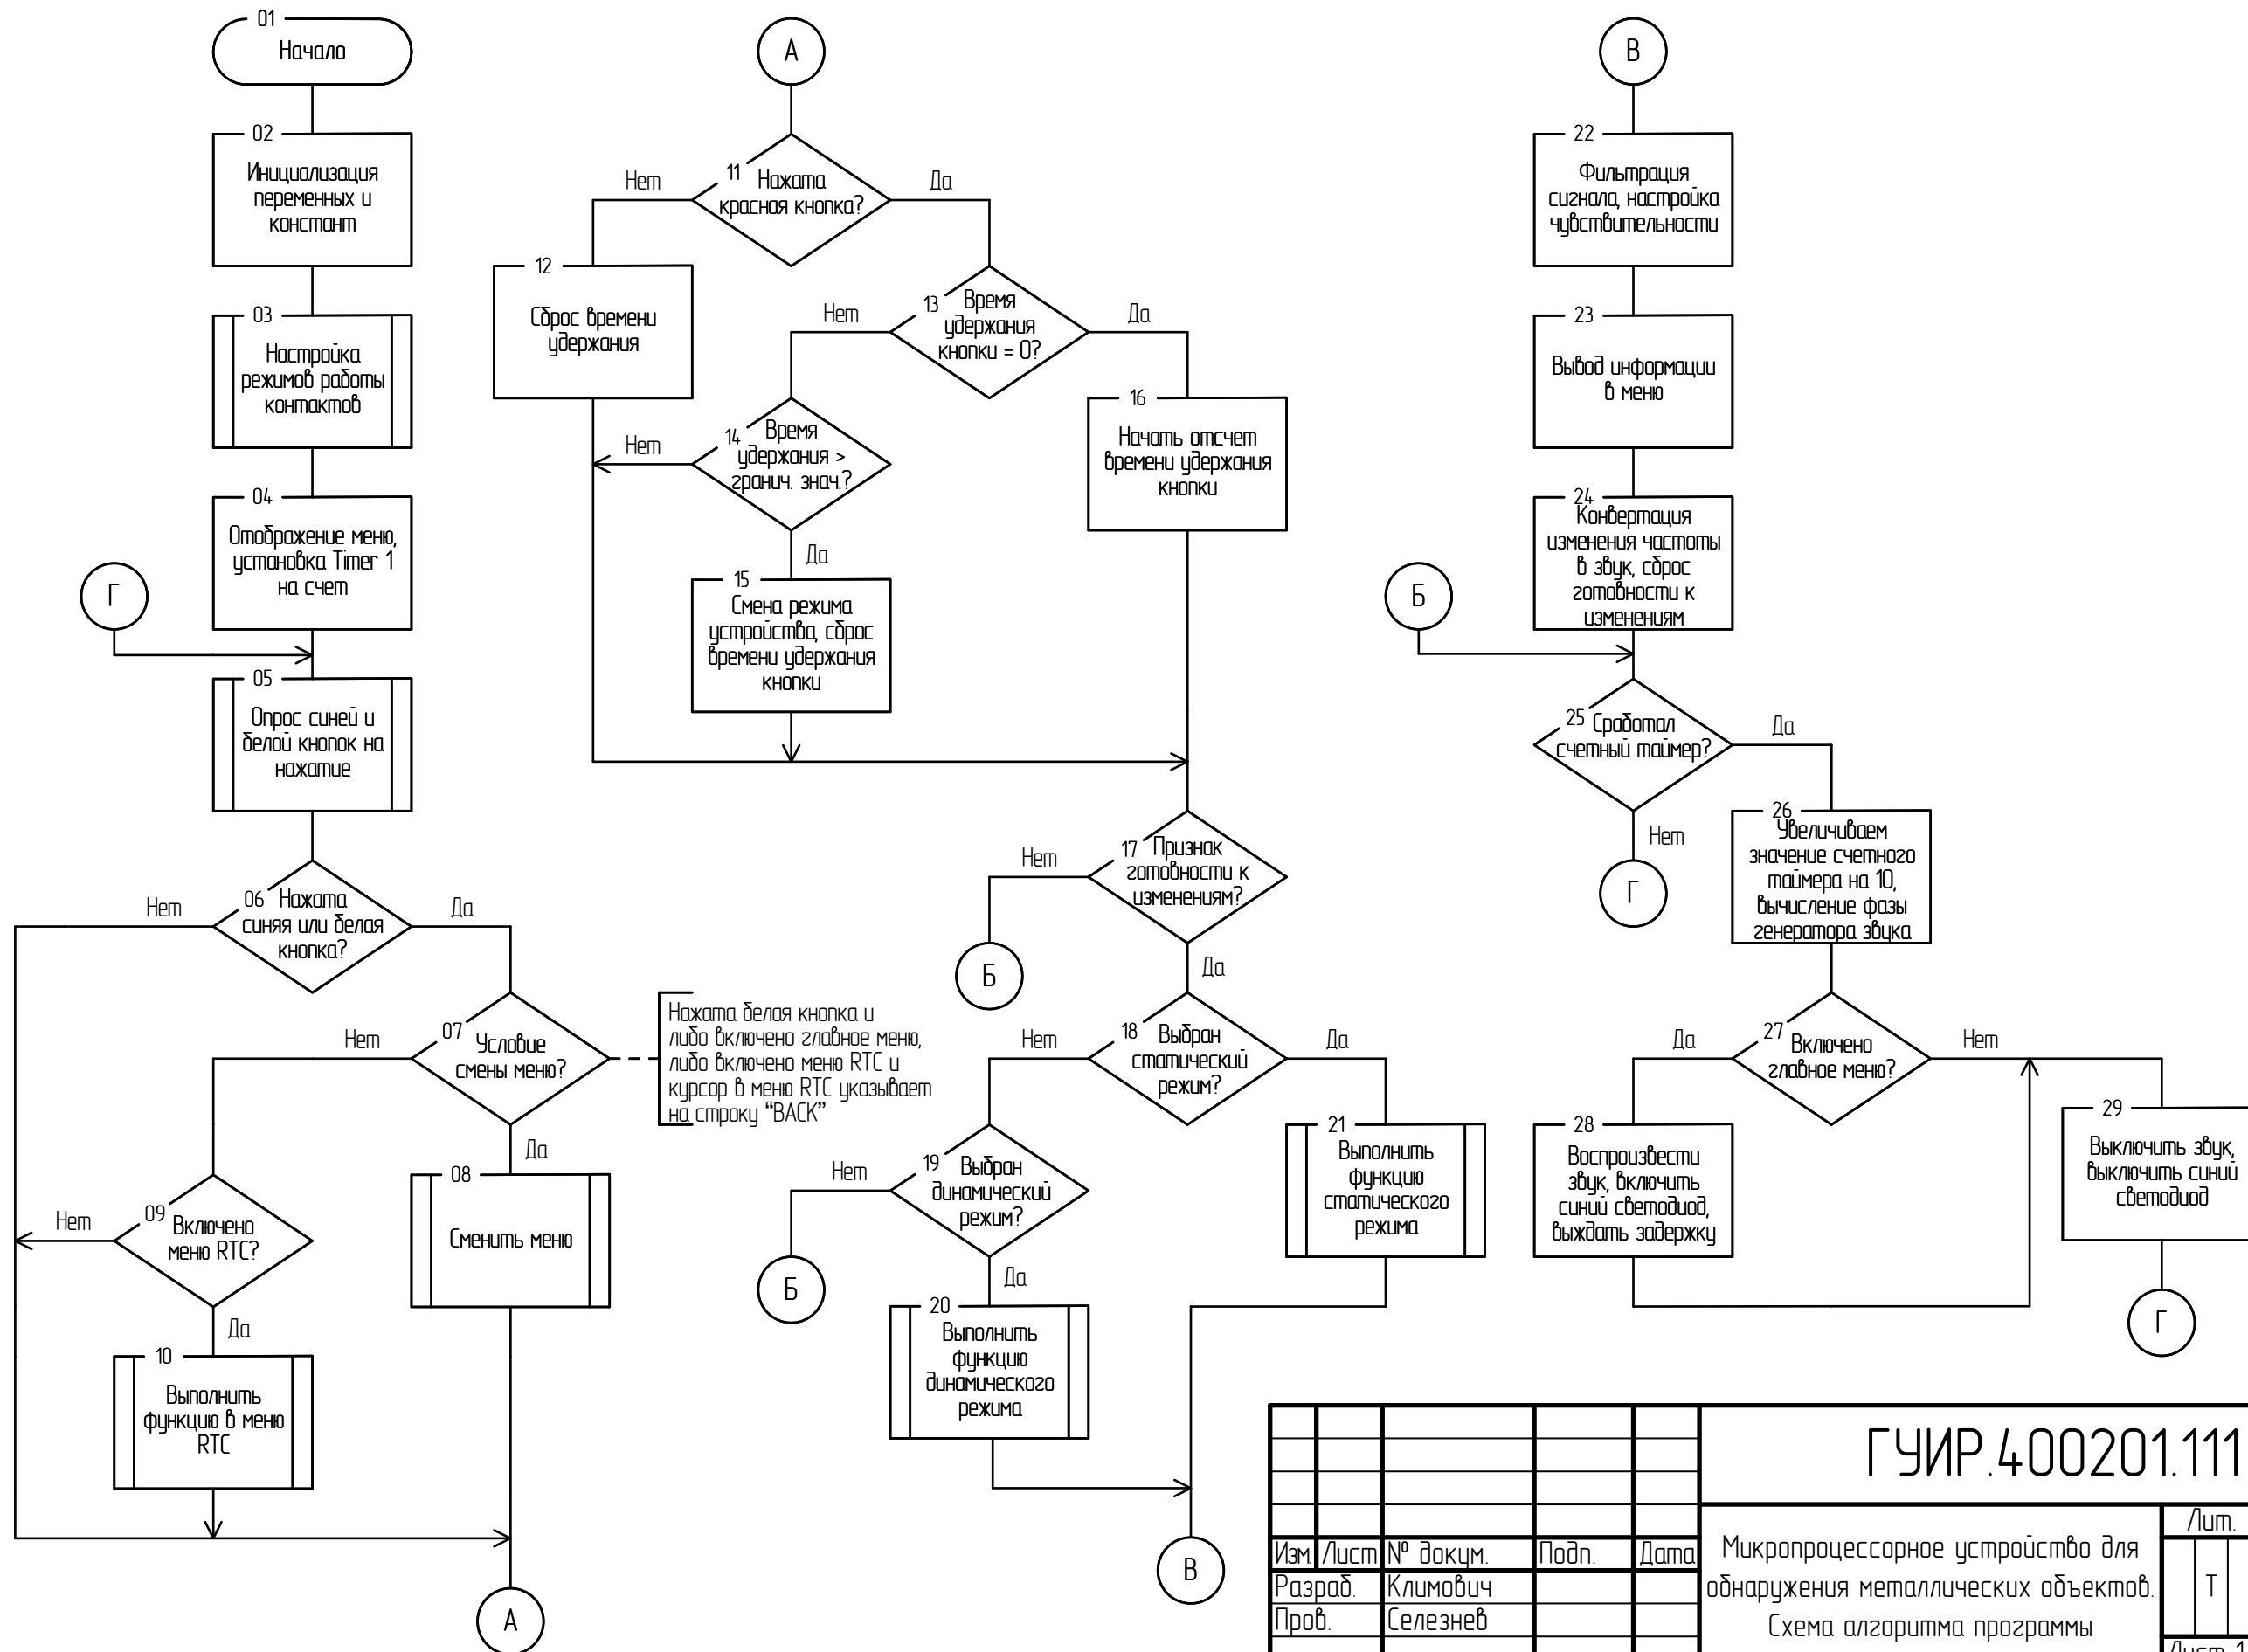 01
Начало
02
Инициализация
переменных и
констант
03
Настройка
режимов работы
контактов
04
Отображение меню,
установка Timer 1
на счет
Г
05
Опрос синей и
белой кнопок на
нажатие
06
Нажата
синяя или белая
кнопка?
Нет
Да
07
Условие
смены меню?
Нет
Да
Нажата белая кнопка и
либо включено главное меню,
либо включено меню RTC и
курсор в меню RTC указывает
на строку “BACK”
08
Сменить меню
09
Включено
меню RTC?
Нет
Да
10
Выполнить
функцию в меню
RTC
А
А
11
Нажата
красная кнопка?
Нет
Да
12
Сброс времени
удержания
13
Время
удержания
кнопки = 0?
Нет
Да
14
Время
удержания >
гранич. знач.?
Нет
Да
15
Смена режима
устройства, сброс
времени удержания
кнопки
16
Начать отсчет
времени удержания
кнопки
17
Признак
готовности к
изменениям?
Нет
Да
Б
18
Выбран
статический
режим?
Нет
Да
19
Выбран
динамический
режим?
Нет
Да
Б
20
Выполнить
функцию
динамического
режима
21
Выполнить
функцию
статического
режима
В
В
22
Фильтрация
сигнала, настройка
чувствительности
23
Вывод информации
в меню
24
Конвертация
изменения частоты
в звук, сброс
готовности к
изменениям
Б
25
Сработал
счетный таймер?
Да
Нет
Г
26
Увеличиваем
значение счетного
таймера на 10,
вычисление фазы
генератора звука
27
Включено
главное меню?
Да
Нет
28
Воспроизвести
звук, включить
синий светодиод,
выждать задержку
29
Выключить звук,
выключить синий
светодиод
Г
ГУИР.400201.111
Изм. Лист № докум. Подп. Дата
Разраб. Климович
Пров. Селезнев
Микропроцессорное устройство для
обнаружения металлических объектов.
Схема алгоритма программы
Лит.
Т
Лист 1